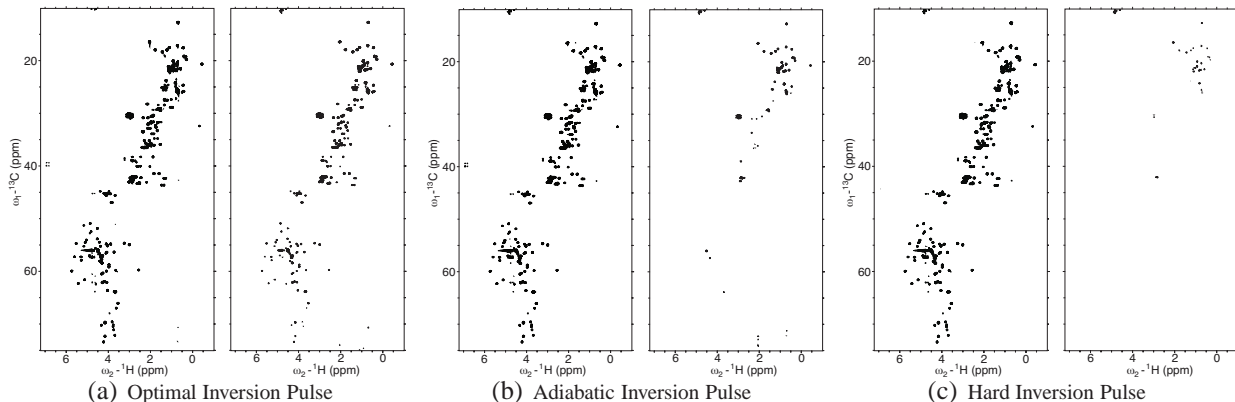 20
40
60
ω1-13C (ppm)
6 4 2 0
ω2-1H (ppm)
6 4 2 0
ω2-1H (ppm)
(a) Optimal Inversion Pulse
20
40
60
ω1-13C (ppm)
6 4 2 0
ω2-1H (ppm)
6 4 2 0
ω2-1H (ppm)
(b) Adiabatic Inversion Pulse
20
40
60
ω1-13C (ppm)
6 4 2 0
ω2-1H (ppm)
6 4 2 0
ω2-1H (ppm)
(c) Hard Inversion Pulse